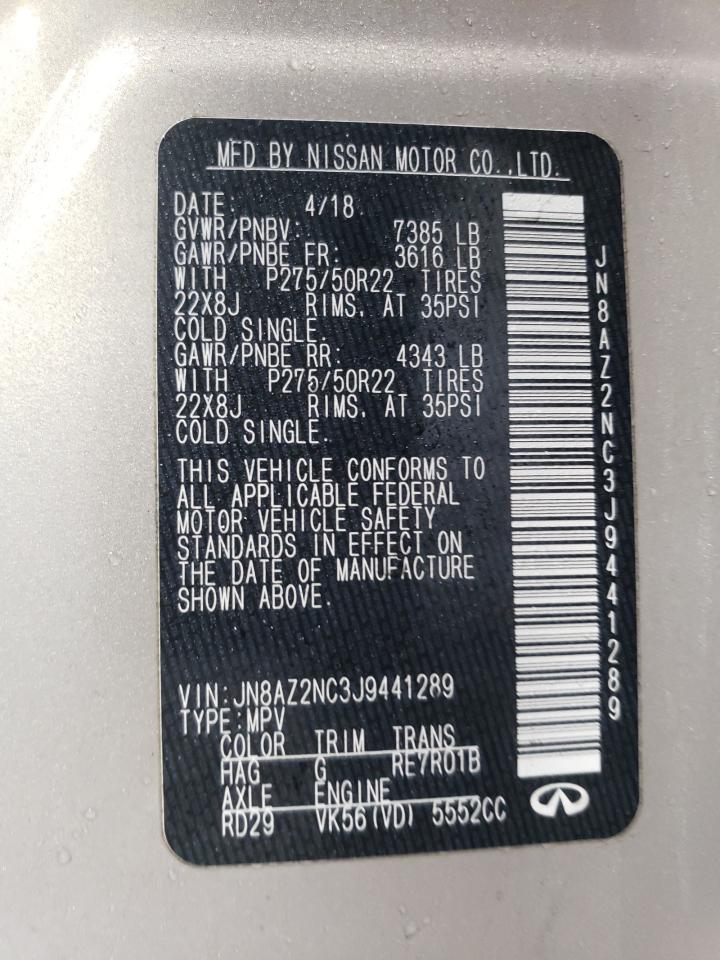 MFD BY NISSAN MOTOR CO.,LTD.
DATE: 4/18
GVWR/PNBV: 7385 LB
GAWR/PNBE FR: 3616 LB
WITH P275/50R22 TIRES
22X8J RIMS, AT 35PSI
COLD SINGLE.
GAWR/PNBE RR: 4343 LB
WITH P275/50R22 TIRES
22X8J RIMS, AT 35PSI
COLD SINGLE.
THIS VEHICLE CONFORMS TO
ALL APPLICABLE FEDERAL
MOTOR VEHICLE SAFETY
STANDARDS IN EFFECT ON
THE DATE OF MANUFACTURE
SHOWN ABOVE.
VIN:JN8AZ2NC3J9441289
TYPE:MPV
COLOR TRIM TRANS
HAG G RE7R01B
AXLE ENGINE
RD29 VK56(VD) 5552CC
JN8AZ2NC3J9441289